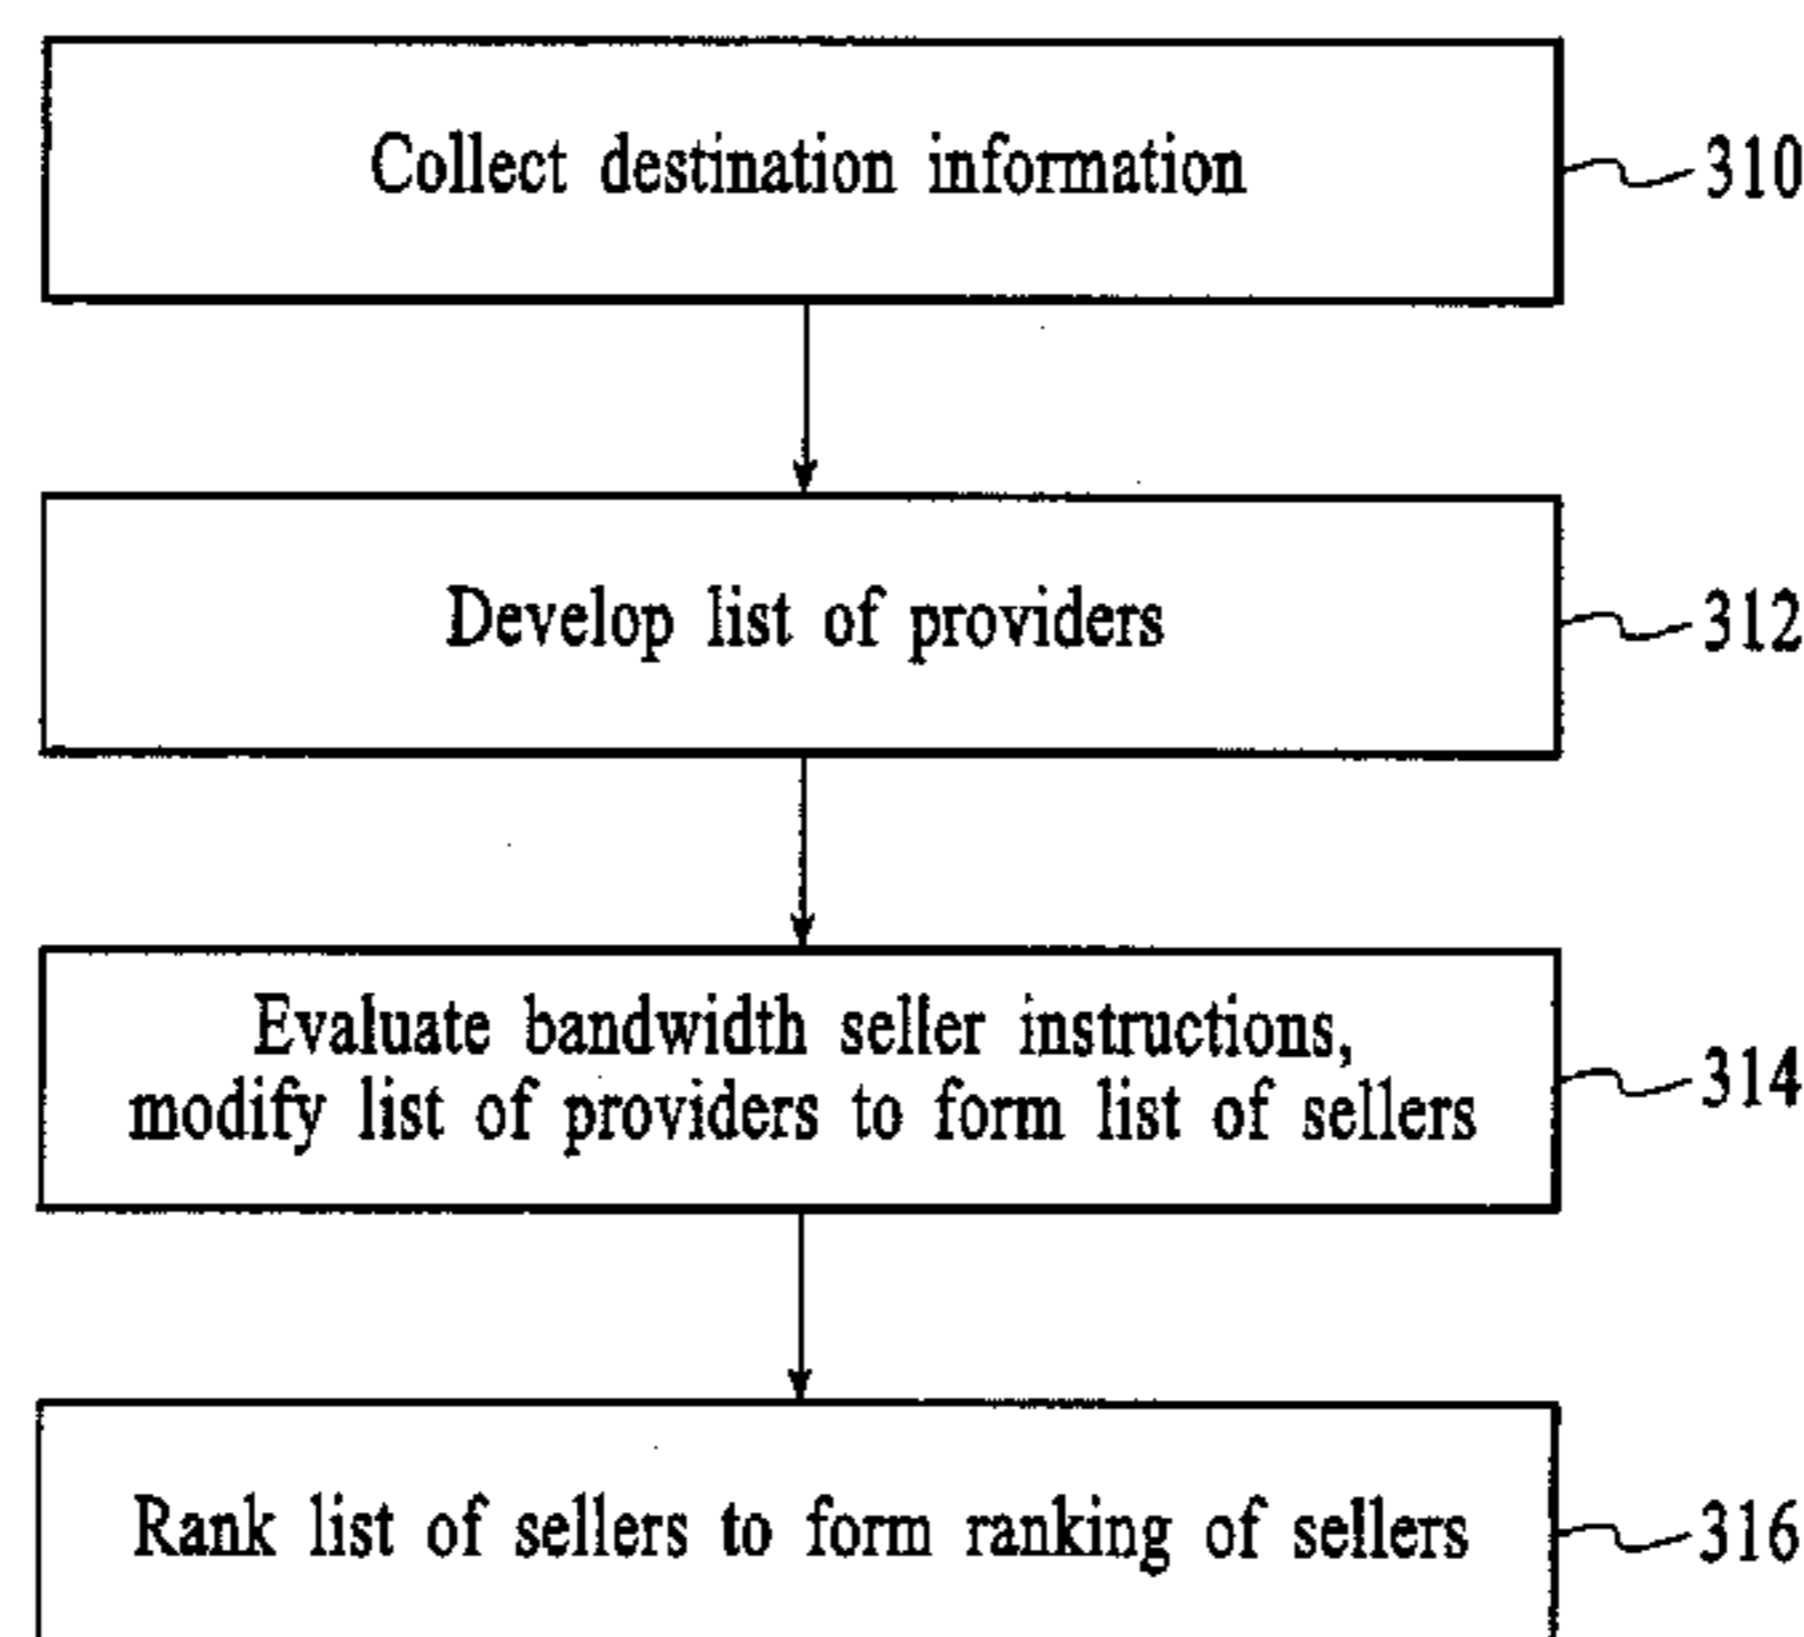 Collect destination information
310
Develop list of providers
312
Evaluate bandwidth seller instructions,
modify list of providers to form list of sellers
314
Rank list of sellers to form ranking of sellers
316